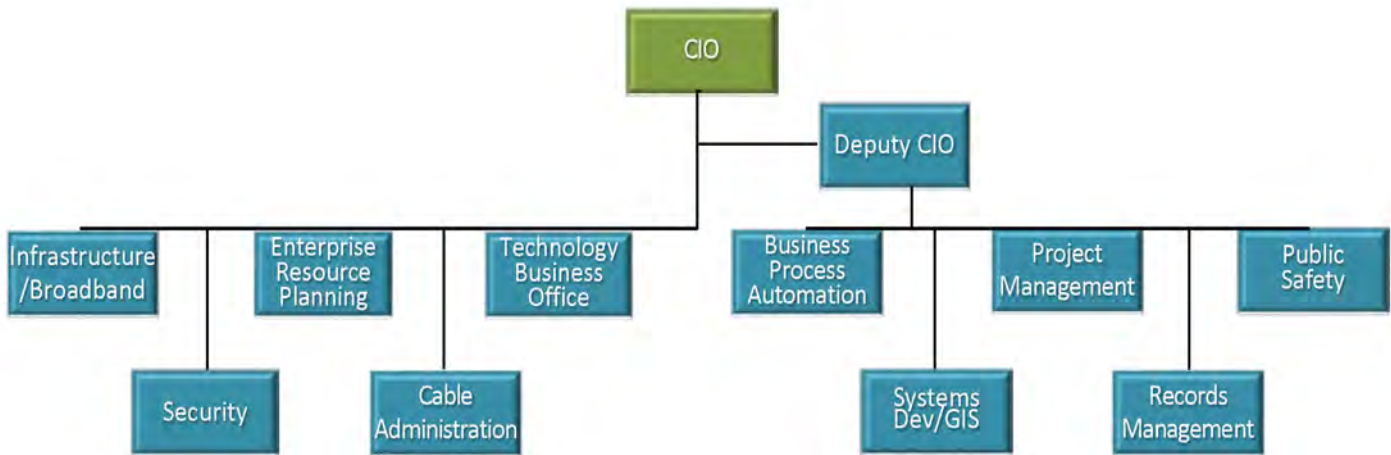 CIO
Deputy CIO
Infrastructure
/Broadband
Enterprise
Resource
Planning
Technology
Business
Office
Business
Process
Automation
Project
Management
Public
Safety
Security
Cable
Administration
Systems
Dev/GIS
Records
Management